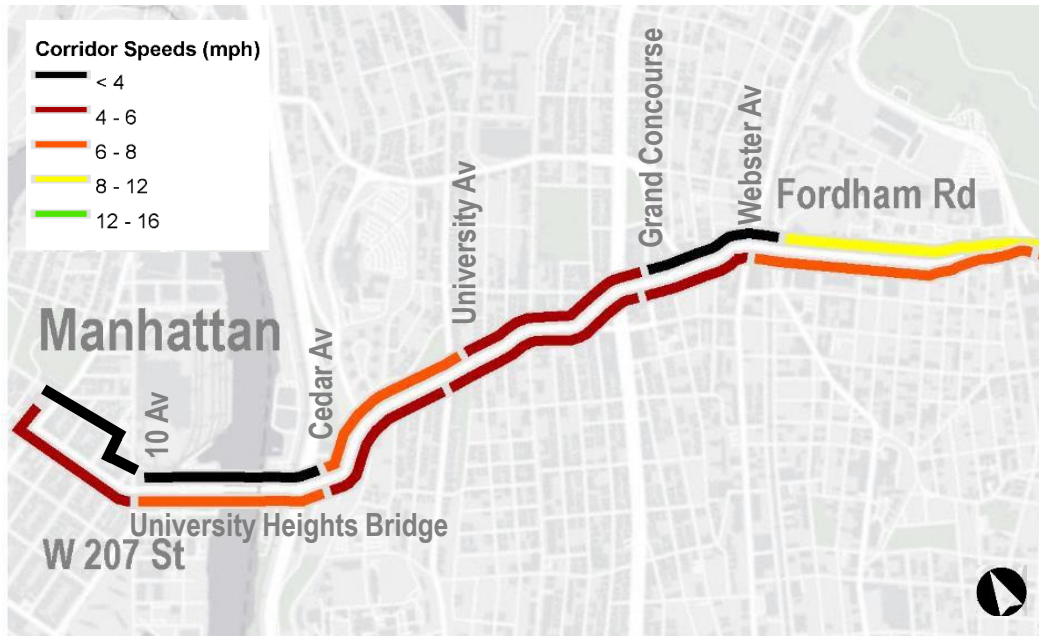 Corridor Speeds (mph)
< 4
4 - 6
6 - 8
8 - 12
12 - 16
Grand Concourse
Webster Av
Fordham Rd
University Av
Manhattan
Cedar Av
10 Av
University Heights Bridge
W 207 St